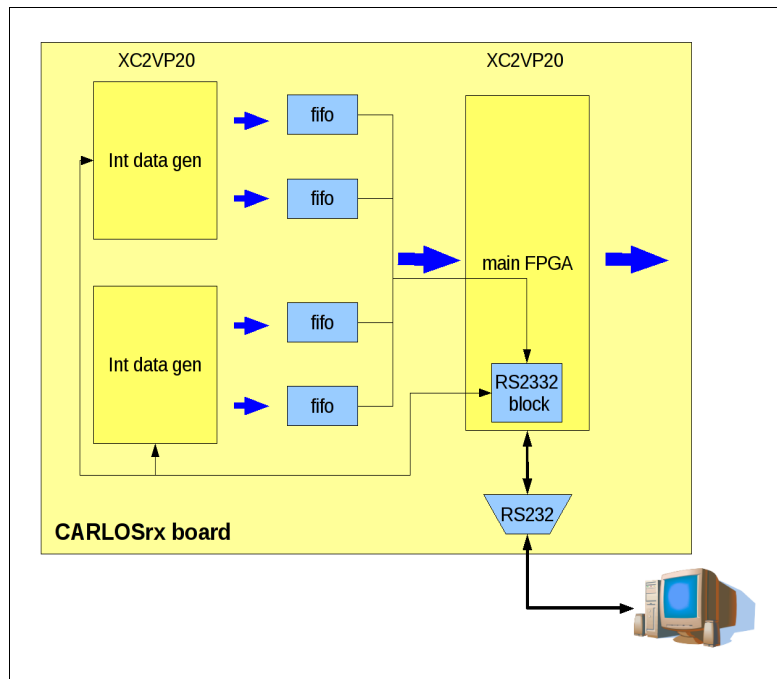 XC2VP20
XC2VP20
Int data gen
fifo
fifo
main FPGA
Int data gen
fifo
fifo
RS2332
block
RS232
CARLOSrx board